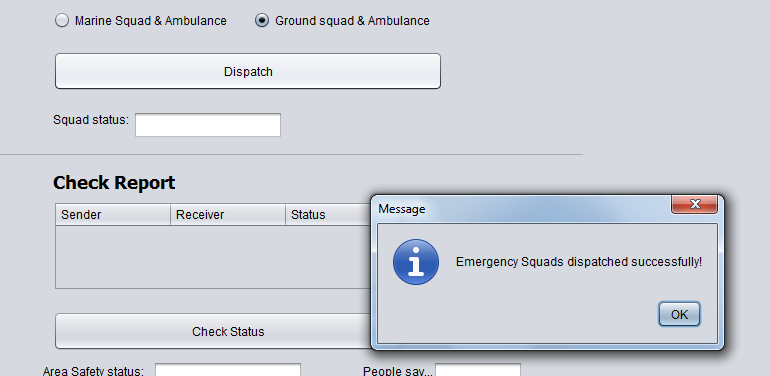 Marine Squad & Ambulance Ground squad & Ambulance
Dispatch
Squad status:
Check Report
Sender Receiver Status
Message
Emergency Squads dispatched successfully!
OK
Check Status
Area Safety status: People say...